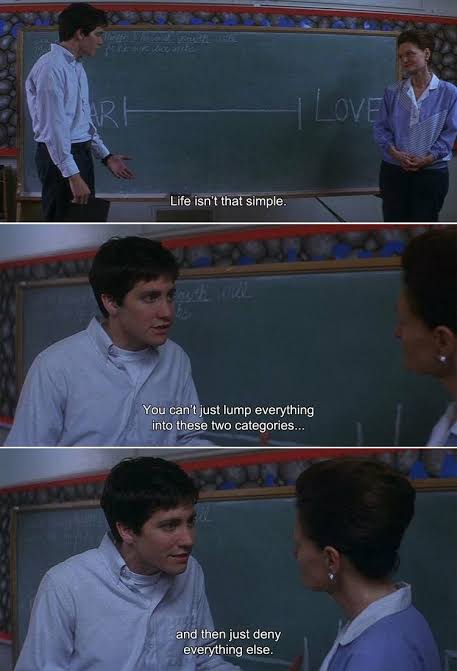 AR
LOVE
Life isn't that simple.
You can't just lump everything
into these two categories...
and then just deny
everything else.